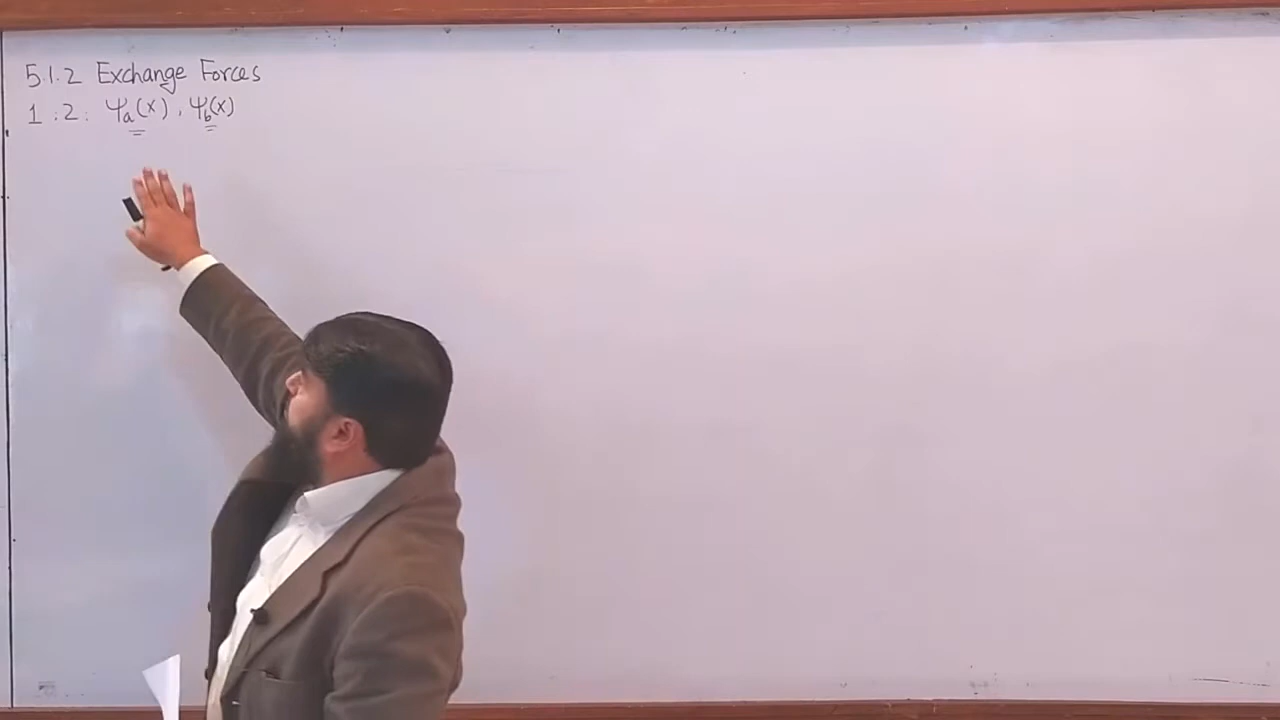 5.1.2 Exchange Forces
1 : 2 : ψa(x) , ψb(x)